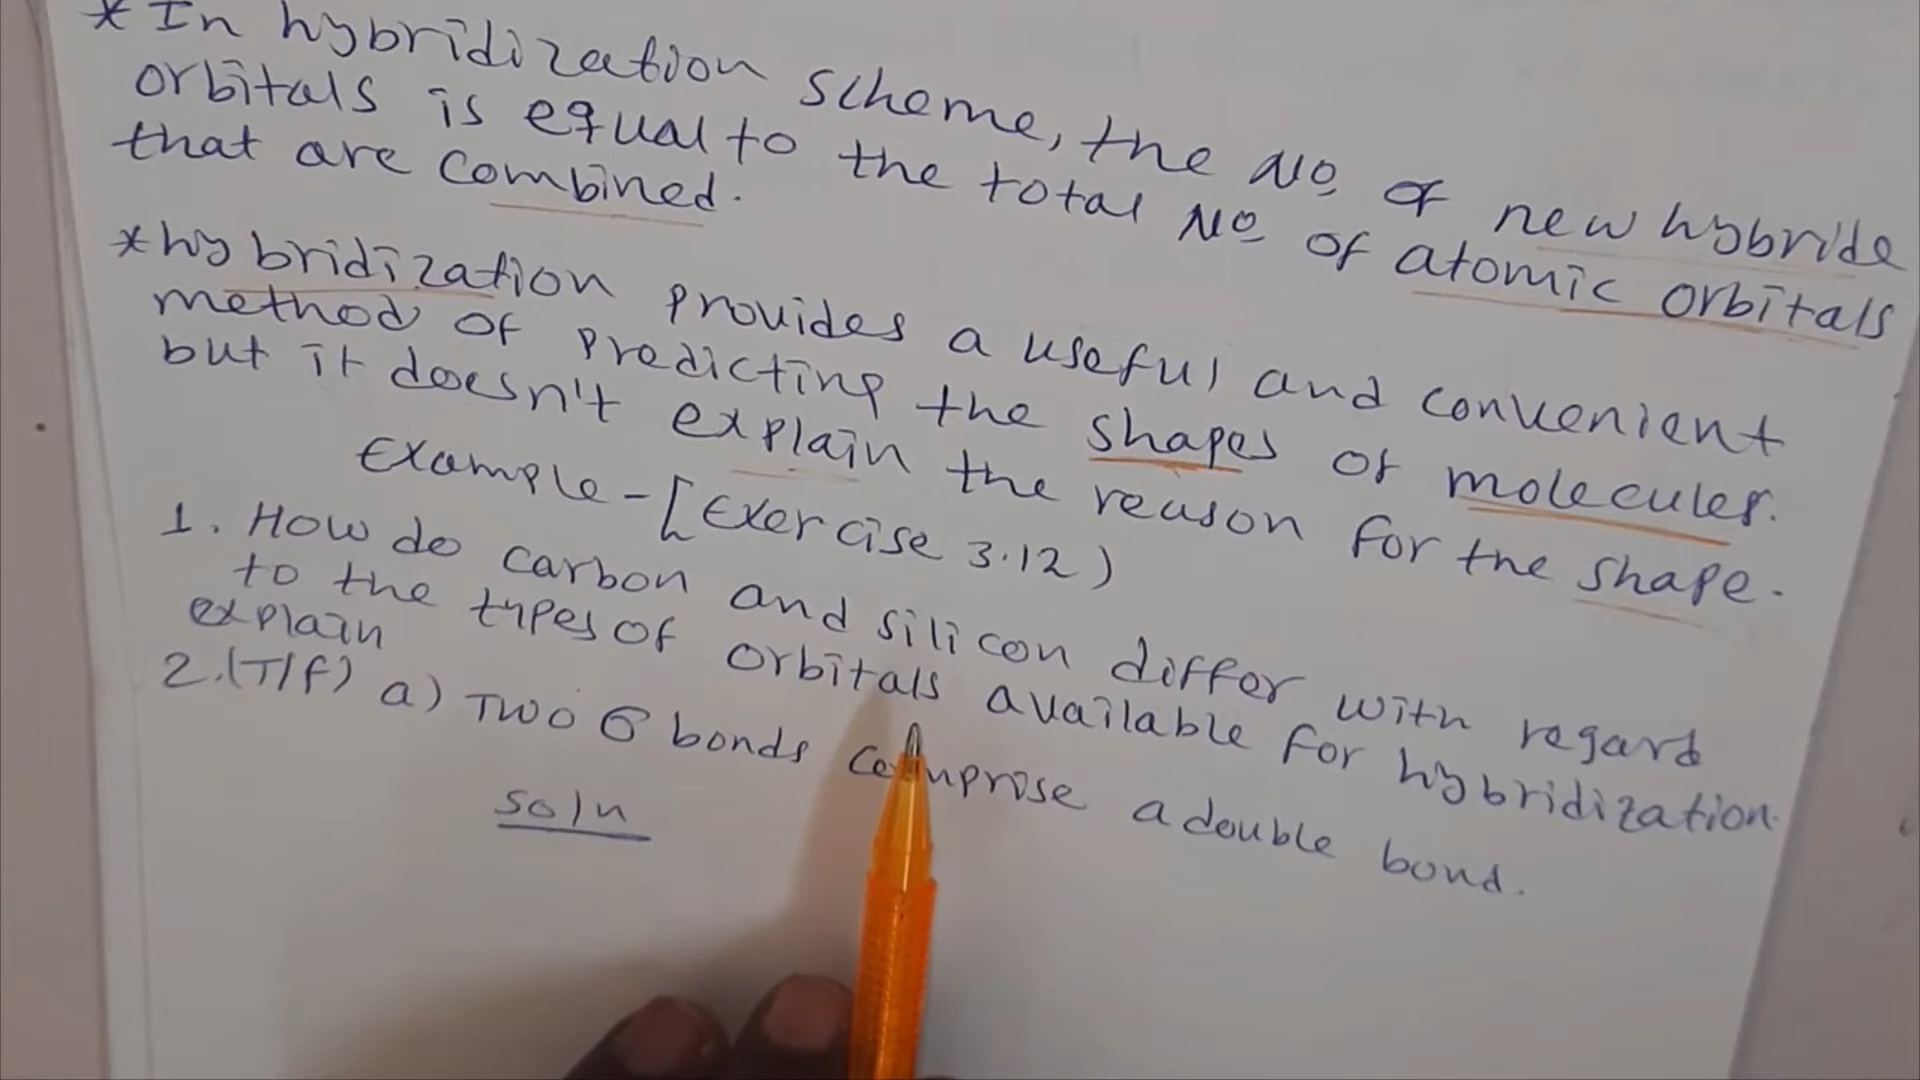 * In hybridization scheme, the No. of new hybride
orbitals is equal to the total No. of atomic orbitals
that are combined.
* hybridization provides a useful and convenient
method of predicting the shapes of molecules.
but it doesn't explain the reason for the shape.
Example - [Exercise 3.12)
1. How do carbon and silicon differ with regard
to the types of orbitals available for hybridization.
explain
2. (T/f) a) Two σ bonds comprise a double bond.
soln